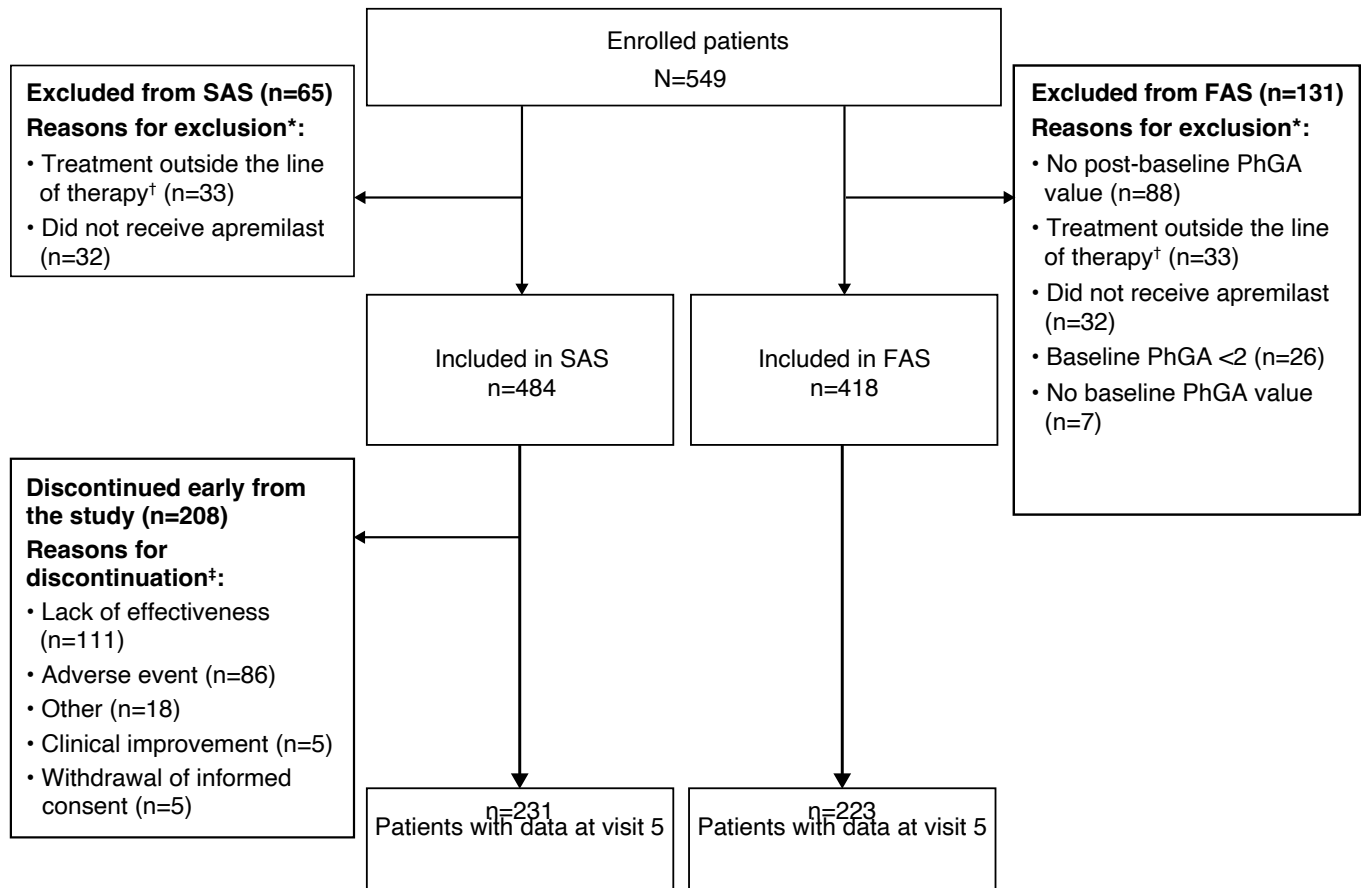 Enrolled patients
N=549
Excluded from SAS (n=65)
Reasons for exclusion*:
• Treatment outside the line
of therapy† (n=33)
• Did not receive apremilast
(n=32)
Excluded from FAS (n=131)
Reasons for exclusion*:
• No post-baseline PhGA
value (n=88)
• Treatment outside the line
of therapy† (n=33)
• Did not receive apremilast
(n=32)
• Baseline PhGA <2 (n=26)
• No baseline PhGA value
(n=7)
Included in SAS
n=484
Included in FAS
n=418
Discontinued early from
the study (n=208)
Reasons for
discontinuation‡:
• Lack of effectiveness
(n=111)
• Adverse event (n=86)
• Other (n=18)
• Clinical improvement (n=5)
• Withdrawal of informed
consent (n=5)
n=231
Patients with data at visit 5
n=223
Patients with data at visit 5